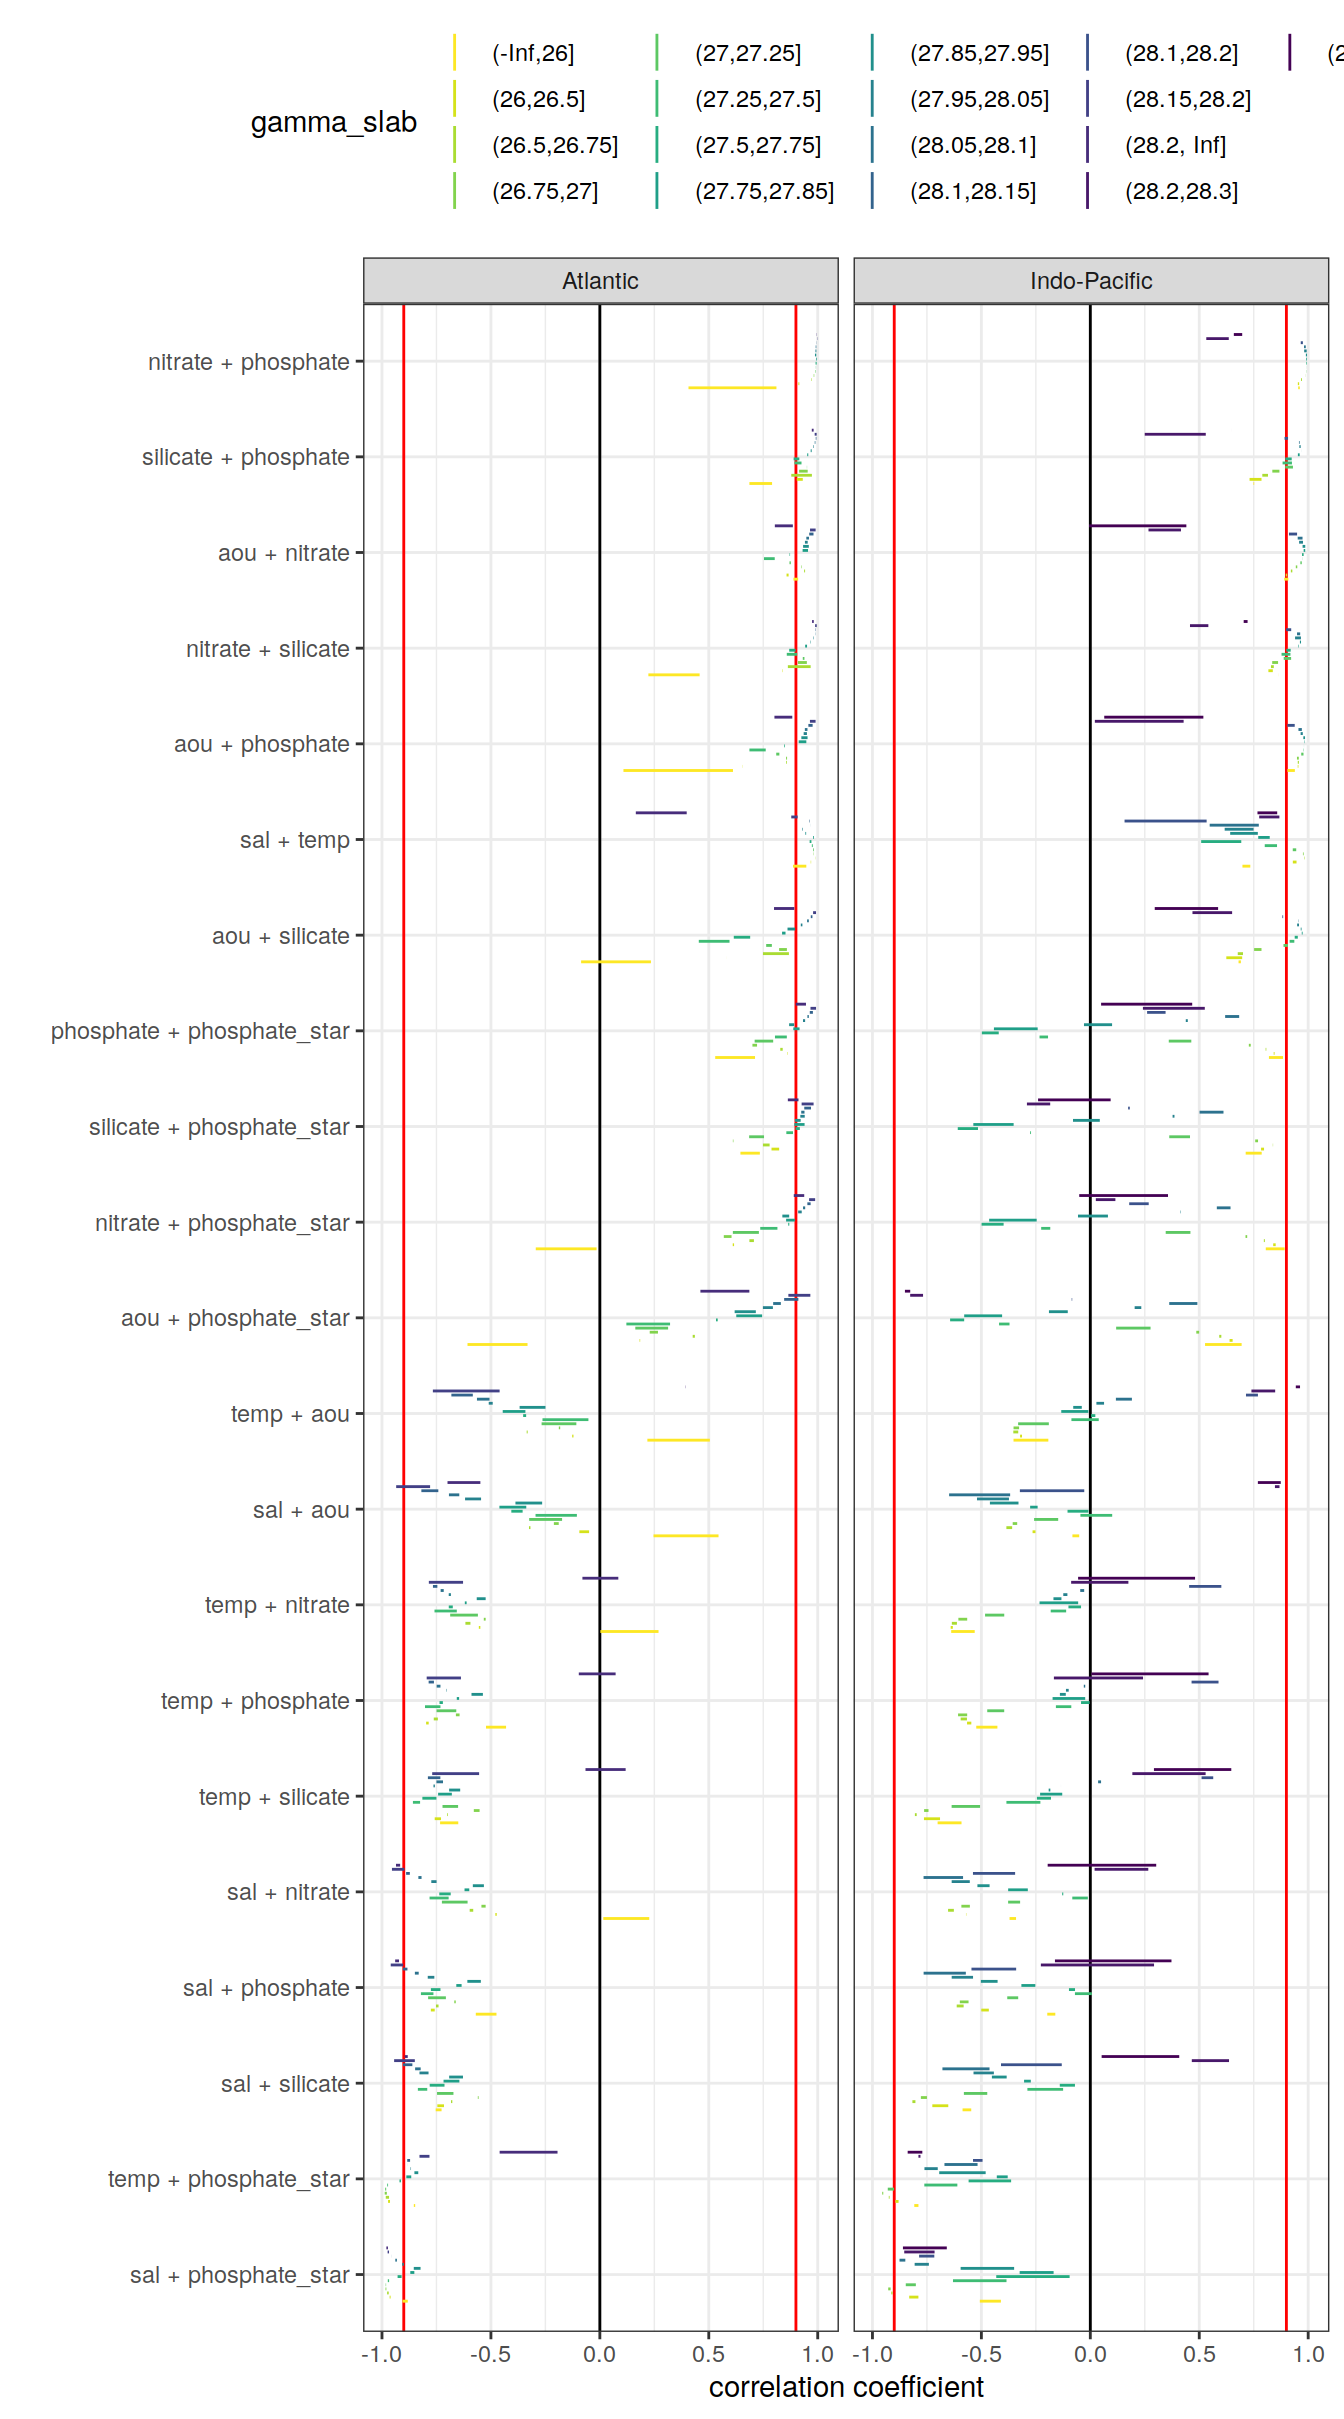 gamma_slab
(-Inf,26] (27,27.25] (27.85,27.95] (28.1,28.2]
(26,26.5] (27.25,27.5] (27.95,28.05] (28.15,28.2]
(26.5,26.75] (27.5,27.75] (28.05,28.1] (28.2, Inf]
(26.75,27] (27.75,27.85] (28.1,28.15] (28.2,28.3]
Atlantic Indo-Pacific
nitrate + phosphate
silicate + phosphate
aou + nitrate
nitrate + silicate
aou + phosphate
sal + temp
aou + silicate
phosphate + phosphate_star
silicate + phosphate_star
nitrate + phosphate_star
aou + phosphate_star
temp + aou
sal + aou
temp + nitrate
temp + phosphate
temp + silicate
sal + nitrate
sal + phosphate
sal + silicate
temp + phosphate_star
sal + phosphate_star
-1.0 -0.5 0.0 0.5 1.0 -1.0 -0.5 0.0 0.5 1.0
correlation coefficient